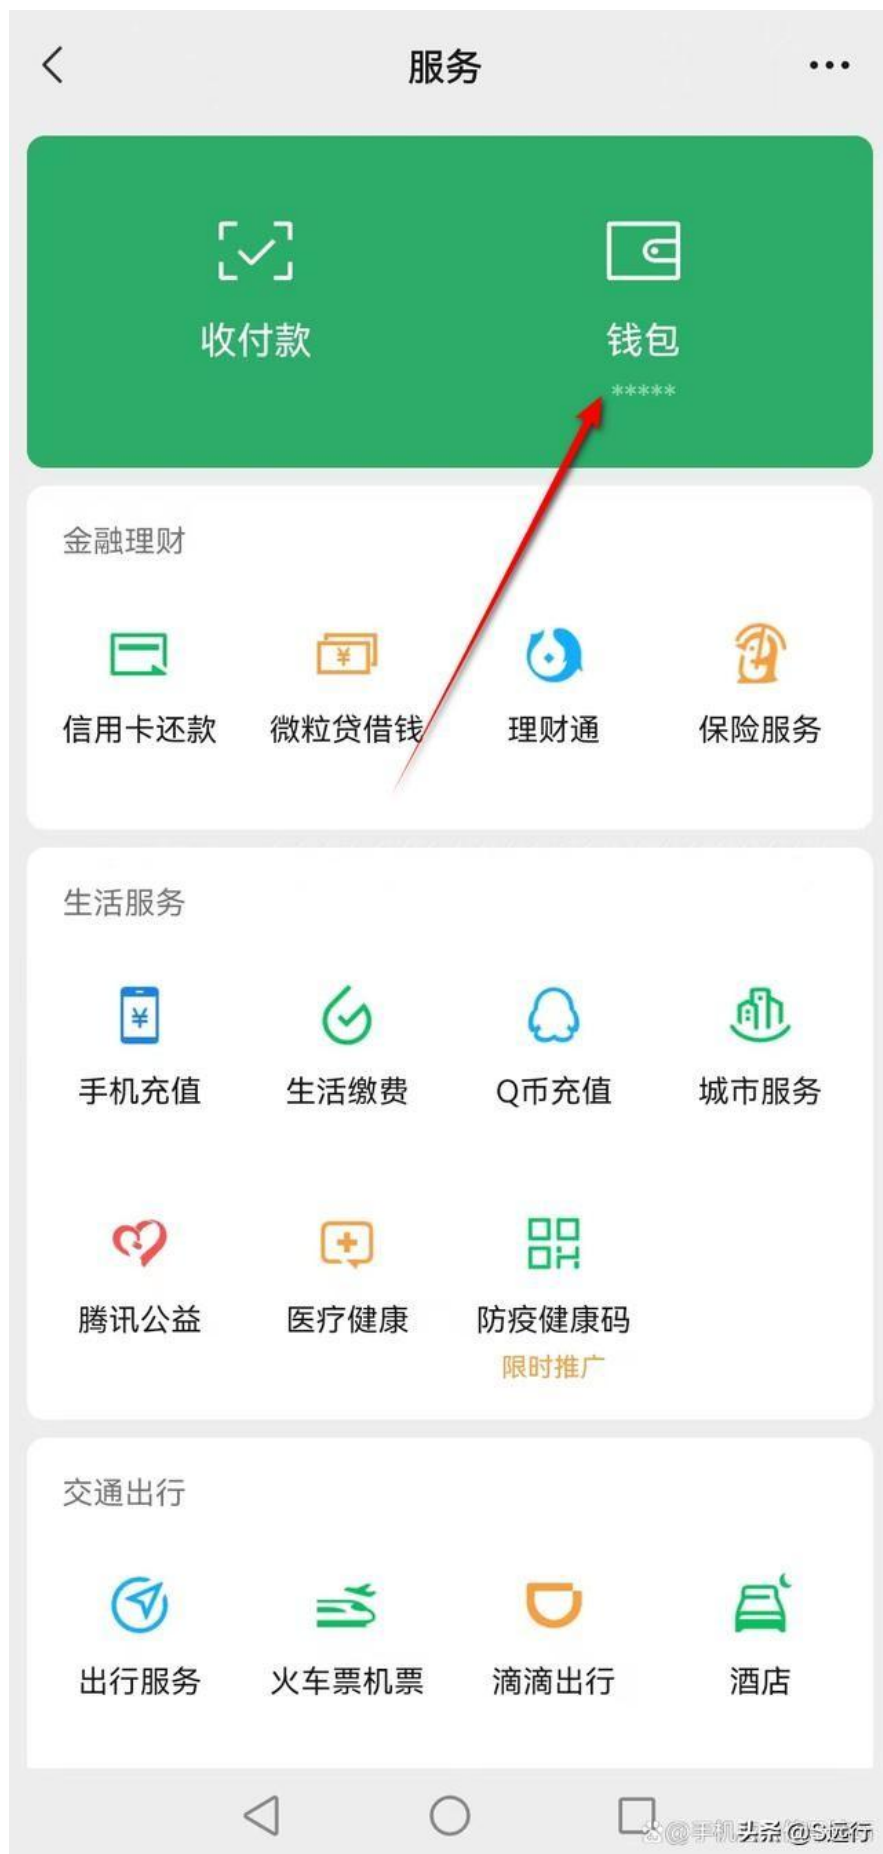 服务
收付款 钱包
*****
金融理财
信用卡还款 微粒贷借钱 理财通 保险服务
生活服务
手机充值 生活缴费 Q币充值 城市服务
腾讯公益 医疗健康 防疫健康码
限时推广
交通出行
出行服务 火车票机票 滴滴出行 酒店
@手机
头条 @S远行